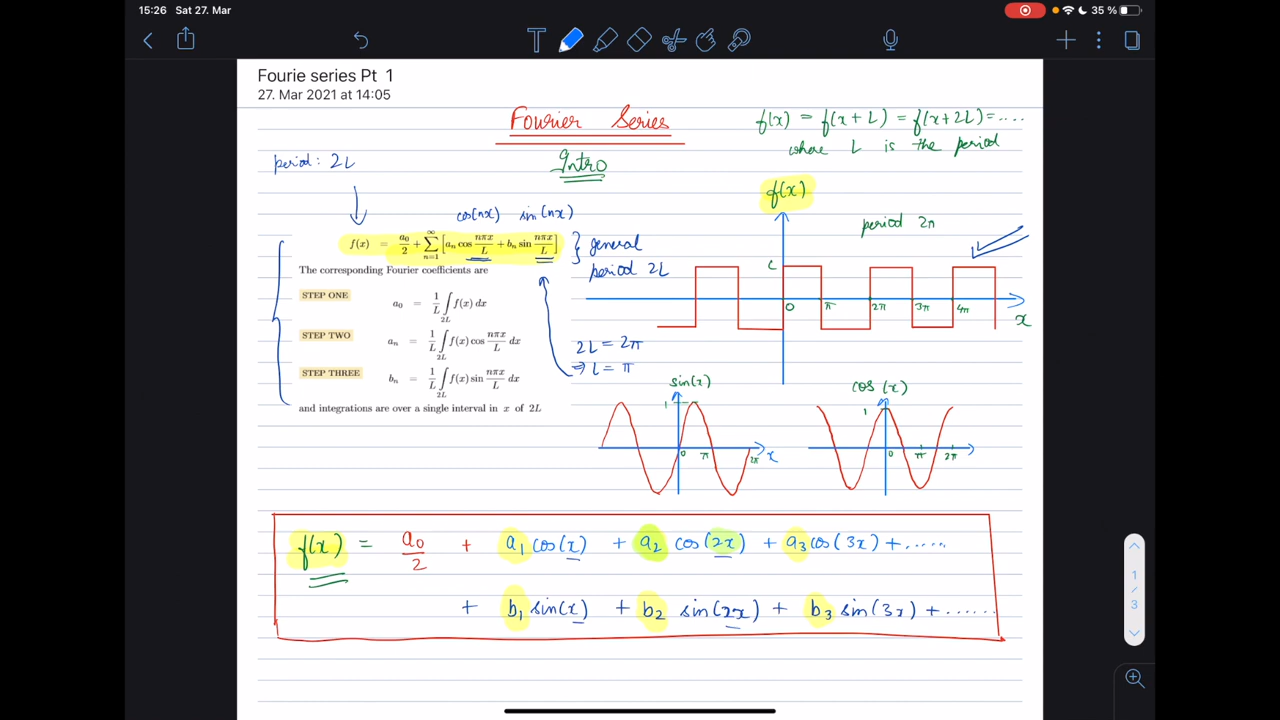 15:26 Sat 27. Mar 35 %
T
Fourie series Pt 1
27. Mar 2021 at 14:05
Fourier Series
f(x) = f(x + L) = f(x + 2L) = ....
where L is the period
Intro
period: 2L
cos(nx) sin(nx)
f(x) = a₀/2 + ∑_{n=1}^{∞} [aₙ cos nπx/L + bₙ sin nπx/L]
} general
period 2L
The corresponding Fourier coefficients are
STEP ONE a₀ = 1/L ∫_{2L} f(x) dx
STEP TWO aₙ = 1/L ∫_{2L} f(x) cos nπx/L dx
STEP THREE bₙ = 1/L ∫_{2L} f(x) sin nπx/L dx
and integrations are over a single interval in x of 2L
2L = 2π
⇒ L = π
f(x)
period 2π
0 π 2π 3π 4π
x
sin(x)
1
0 π 2π x
cos(x)
1
0 π 2π
f(x) = a₀/2 + a₁ cos(x) + a₂ cos(2x) + a₃ cos(3x) + .....
+ b₁ sin(x) + b₂ sin(2x) + b₃ sin(3x) + ......
1
/
3